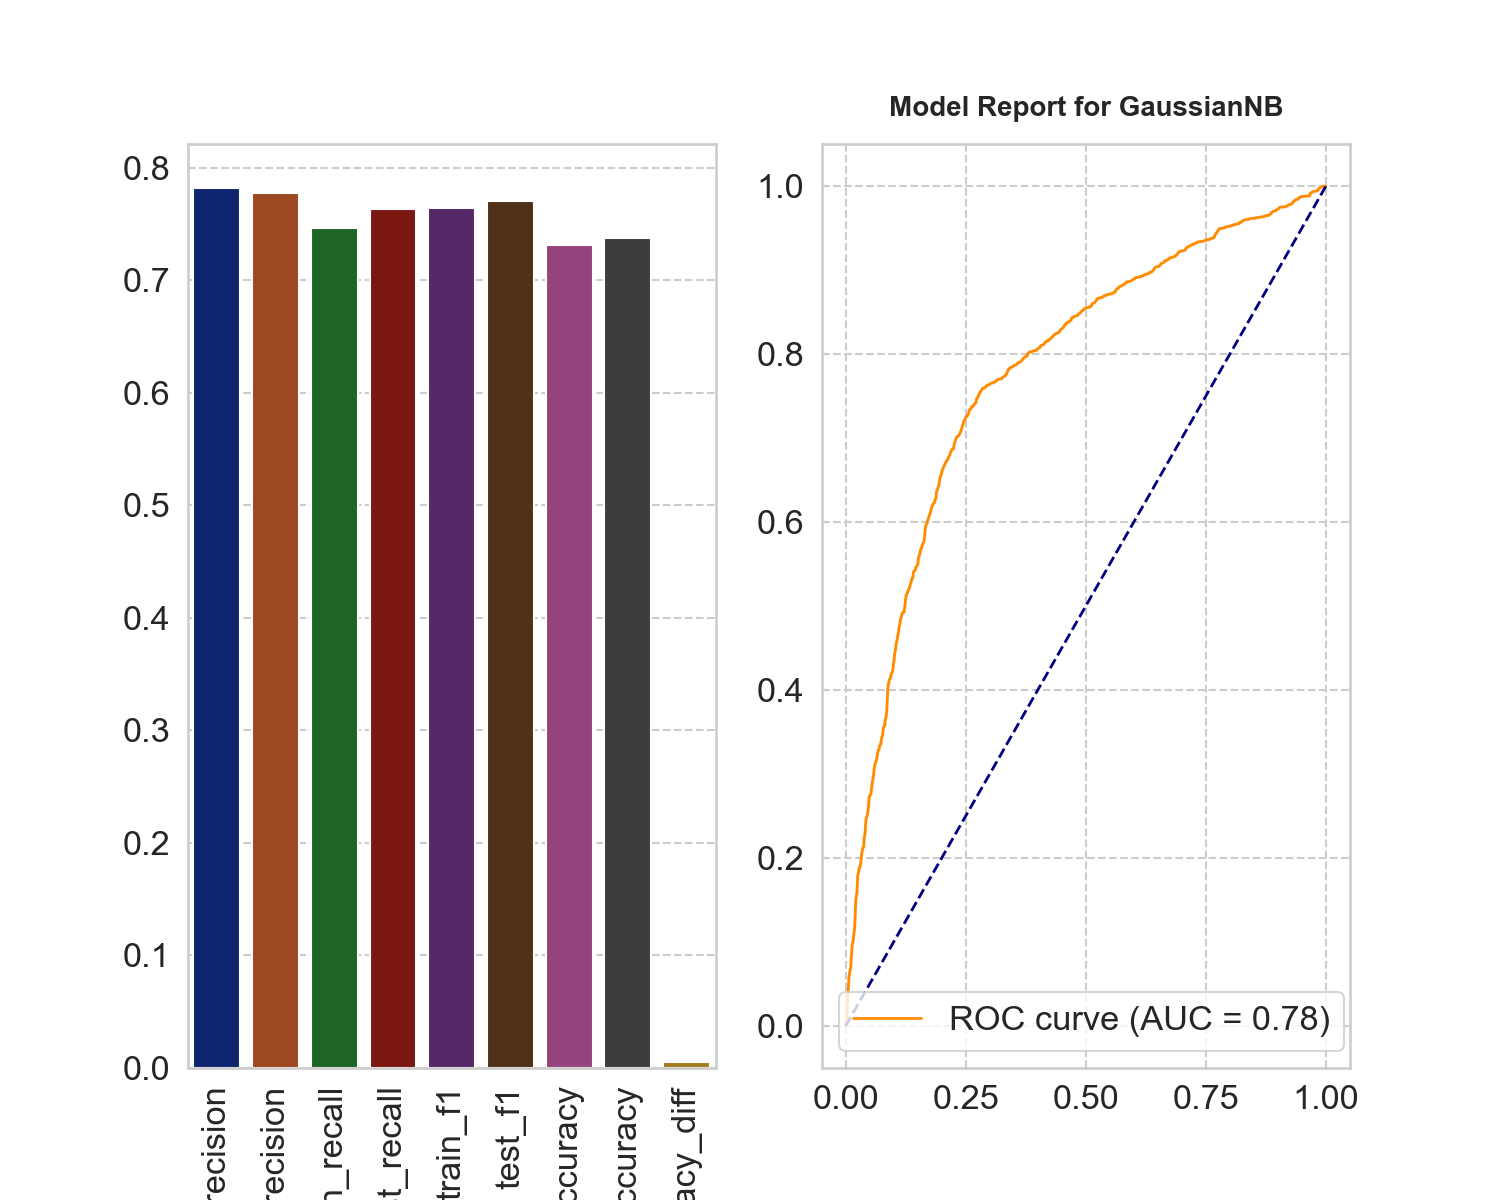 Model Report for GaussianNB
0.8
0.7
0.6
0.5
0.4
0.3
0.2
0.1
0.0
recision
recision
n_recall
t_recall
train_f1
test_f1
ccuracy
ccuracy
acy_diff
1.0
0.8
0.6
0.4
0.2
0.0
ROC curve (AUC = 0.78)
0.00 0.25 0.50 0.75 1.00